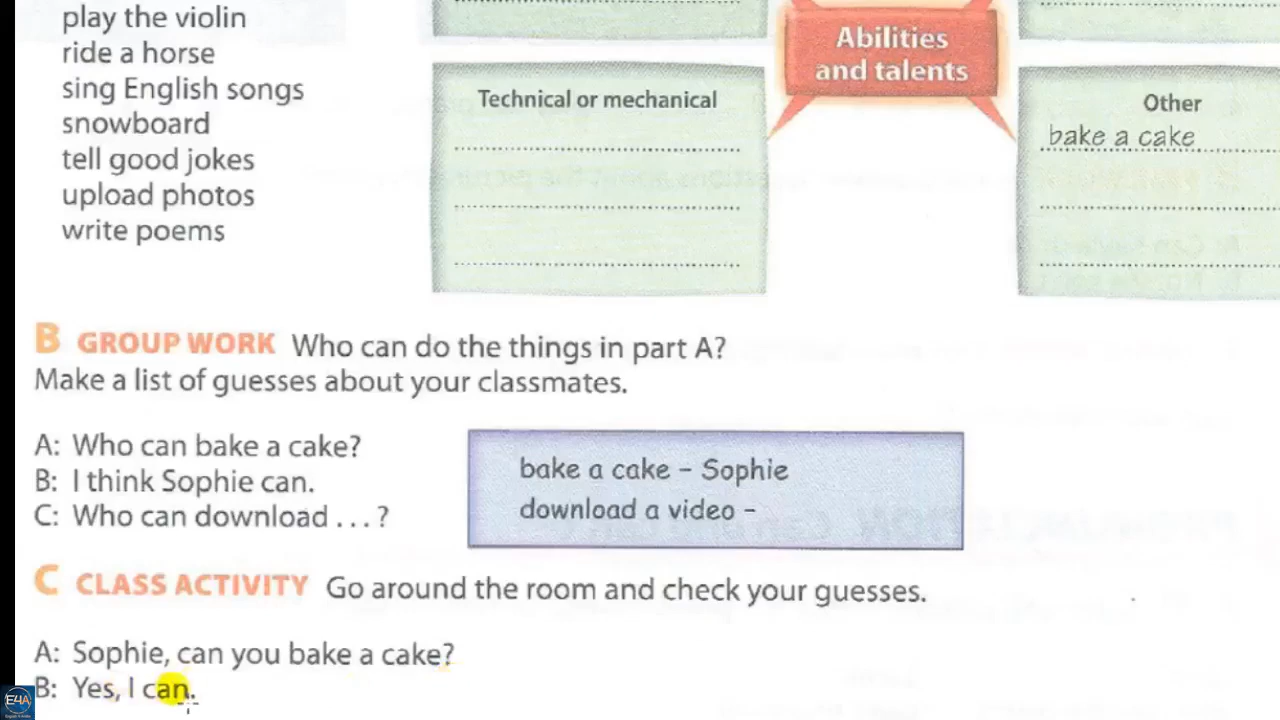 play the violin
ride a horse
sing English songs
snowboard
tell good jokes
upload photos
write poems
Abilities
and talents
Technical or mechanical
Other
bake a cake
B GROUP WORK Who can do the things in part A?
Make a list of guesses about your classmates.
A: Who can bake a cake?
B: I think Sophie can.
C: Who can download . . . ?
bake a cake – Sophie
download a video –
C CLASS ACTIVITY Go around the room and check your guesses.
A: Sophie, can you bake a cake?
B: Yes, I can.
E4A